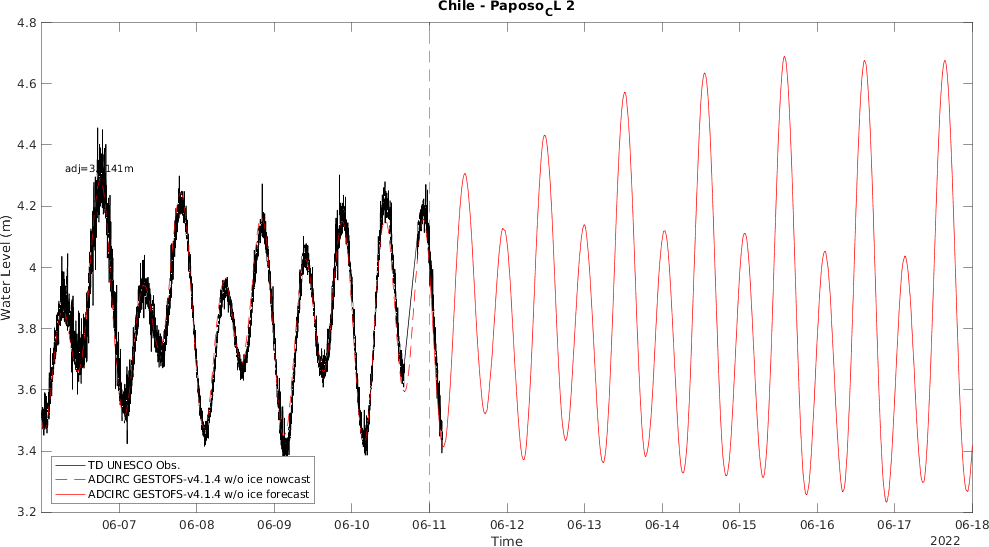 Chile - Paposo_CL 2
4.8
4.6
4.4
4.2
4
3.8
3.6
3.4
3.2
Water Level (m)
TD UNESCO Obs.
ADCIRC GESTOFS-v4.1.4 w/o ice nowcast
ADCIRC GESTOFS-v4.1.4 w/o ice forecast
06-07 06-08 06-09 06-10 06-11 06-12 06-13 06-14 06-15 06-16 06-17 06-18
Time
2022